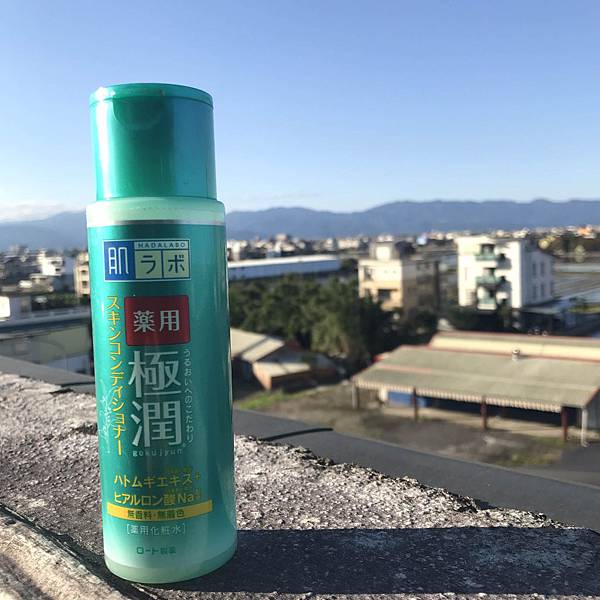 HADALABO
肌ラボ
薬用
スキンコンディショナー
極潤
うるおいへのこだわり
gokujyun
ハトムギエキス+
ヒアルロン酸Na
無香料・無着色
[薬用化粧水]
ロート製薬